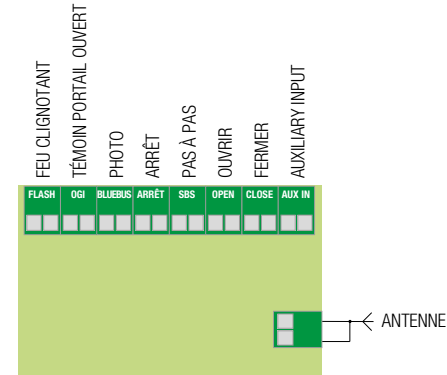 FEU CLIGNOTANT
TÉMOIN PORTAIL OUVERT
PHOTO
ARRÊT
PAS À PAS
OUVRIR
FERMER
AUXILIARY INPUT
FLASH OGI BLUEBUS ARRÊT SBS OPEN CLOSE AUX IN
ANTENNE